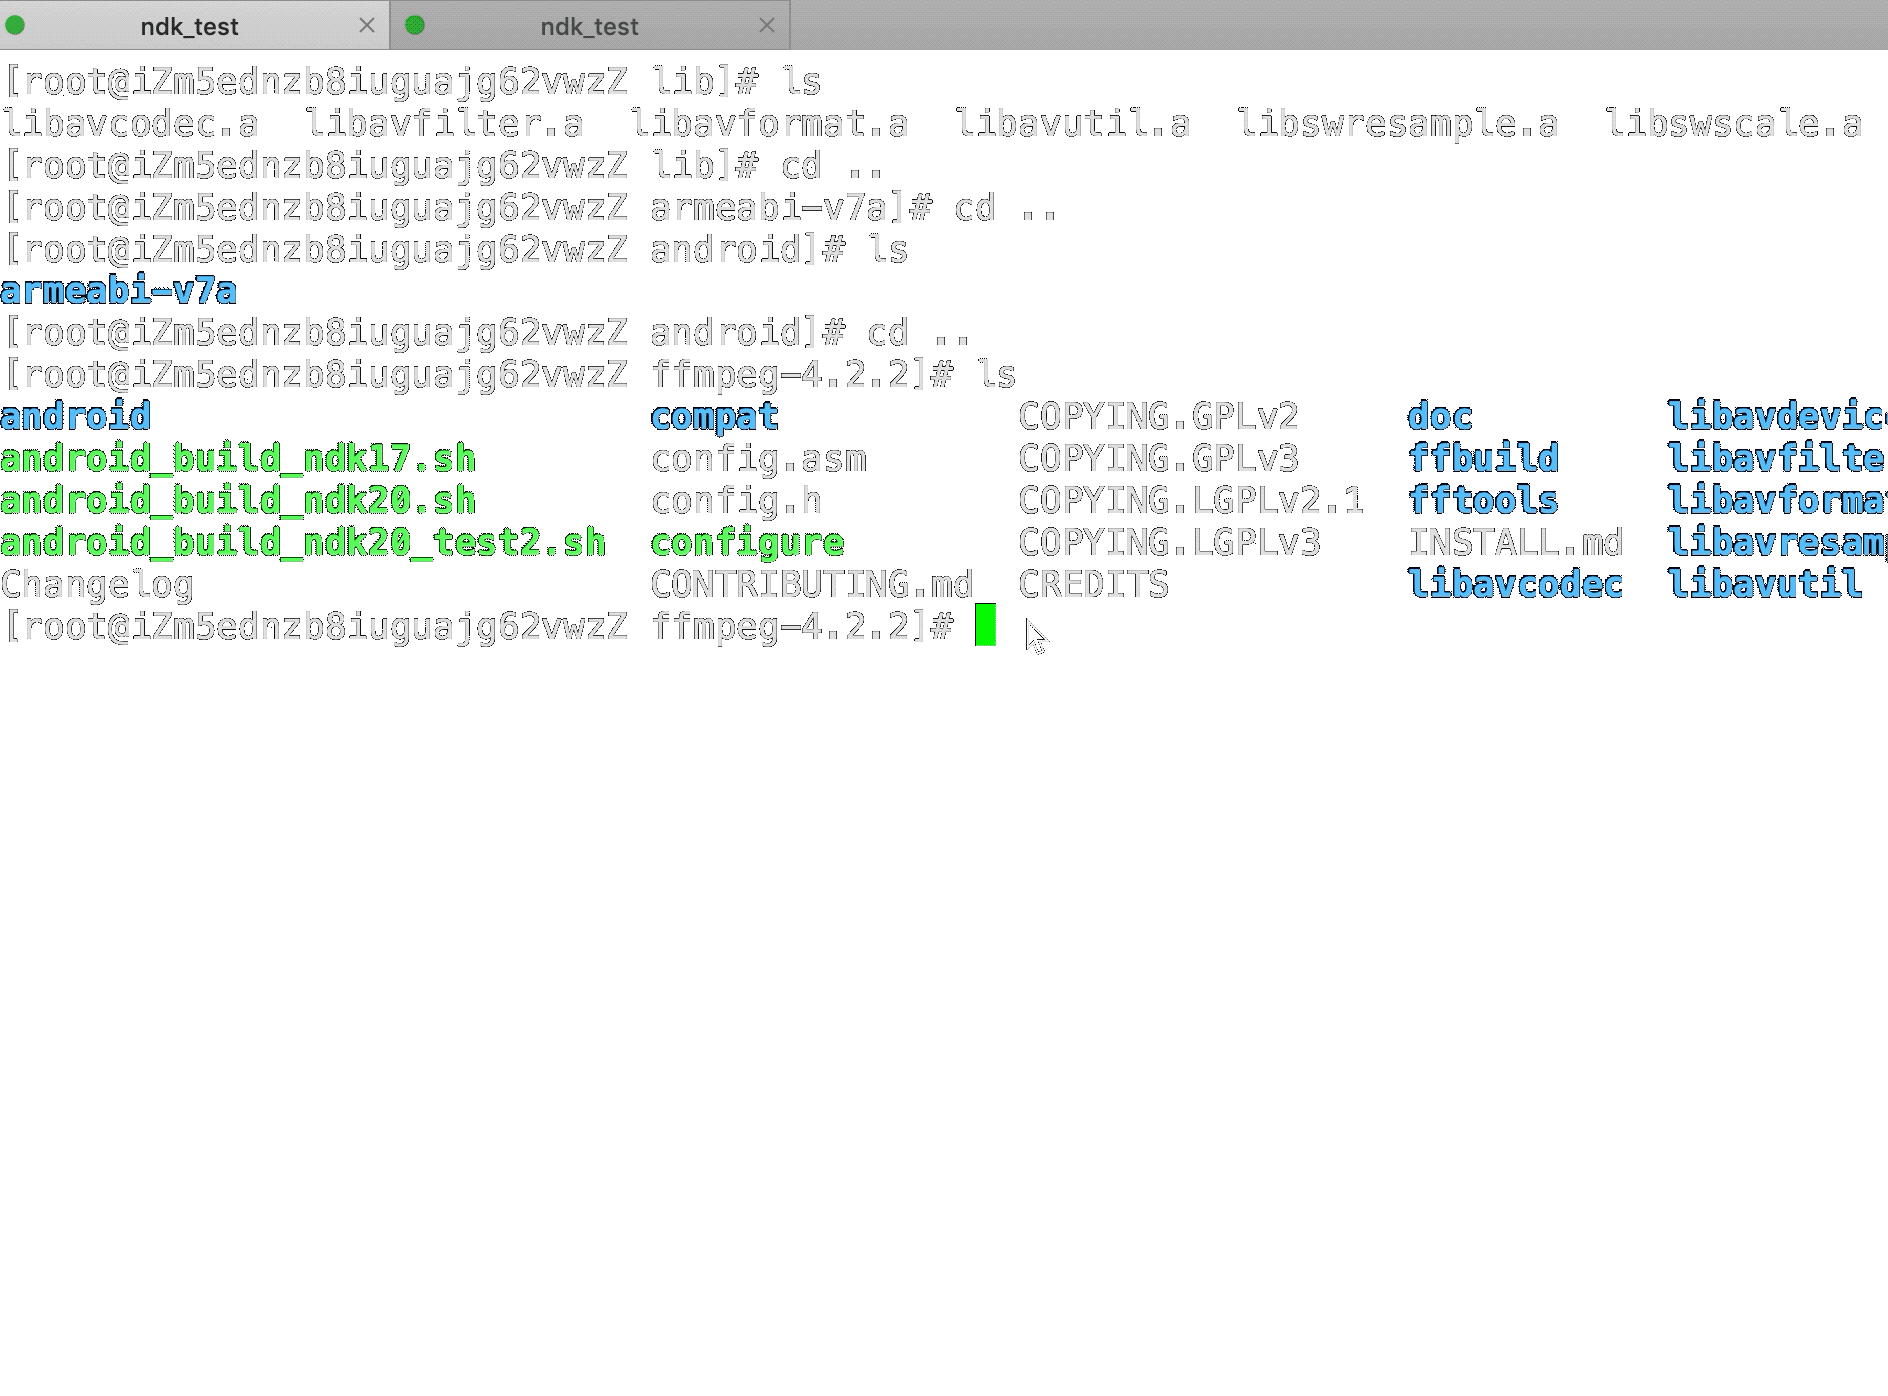 ndk_test ndk_test
[root@iZm5ednzb8iuguajg62vwzZ lib]# ls
libavcodec.a libavfilter.a libavformat.a libavutil.a libswresample.a libswscale.a
[root@iZm5ednzb8iuguajg62vwzZ lib]# cd ..
[root@iZm5ednzb8iuguajg62vwzZ armeabi-v7a]# cd ..
[root@iZm5ednzb8iuguajg62vwzZ android]# ls
armeabi-v7a
[root@iZm5ednzb8iuguajg62vwzZ android]# cd ..
[root@iZm5ednzb8iuguajg62vwzZ ffmpeg-4.2.2]# ls
android compat COPYING.GPLv2 doc libavdevic
android_build_ndk17.sh config.asm COPYING.GPLv3 ffbuild libavfilte
android_build_ndk20.sh config.h COPYING.LGPLv2.1 fftools libavforma
android_build_ndk20_test2.sh configure COPYING.LGPLv3 INSTALL.md libavresam
Changelog CONTRIBUTING.md CREDITS libavcodec libavutil
[root@iZm5ednzb8iuguajg62vwzZ ffmpeg-4.2.2]#